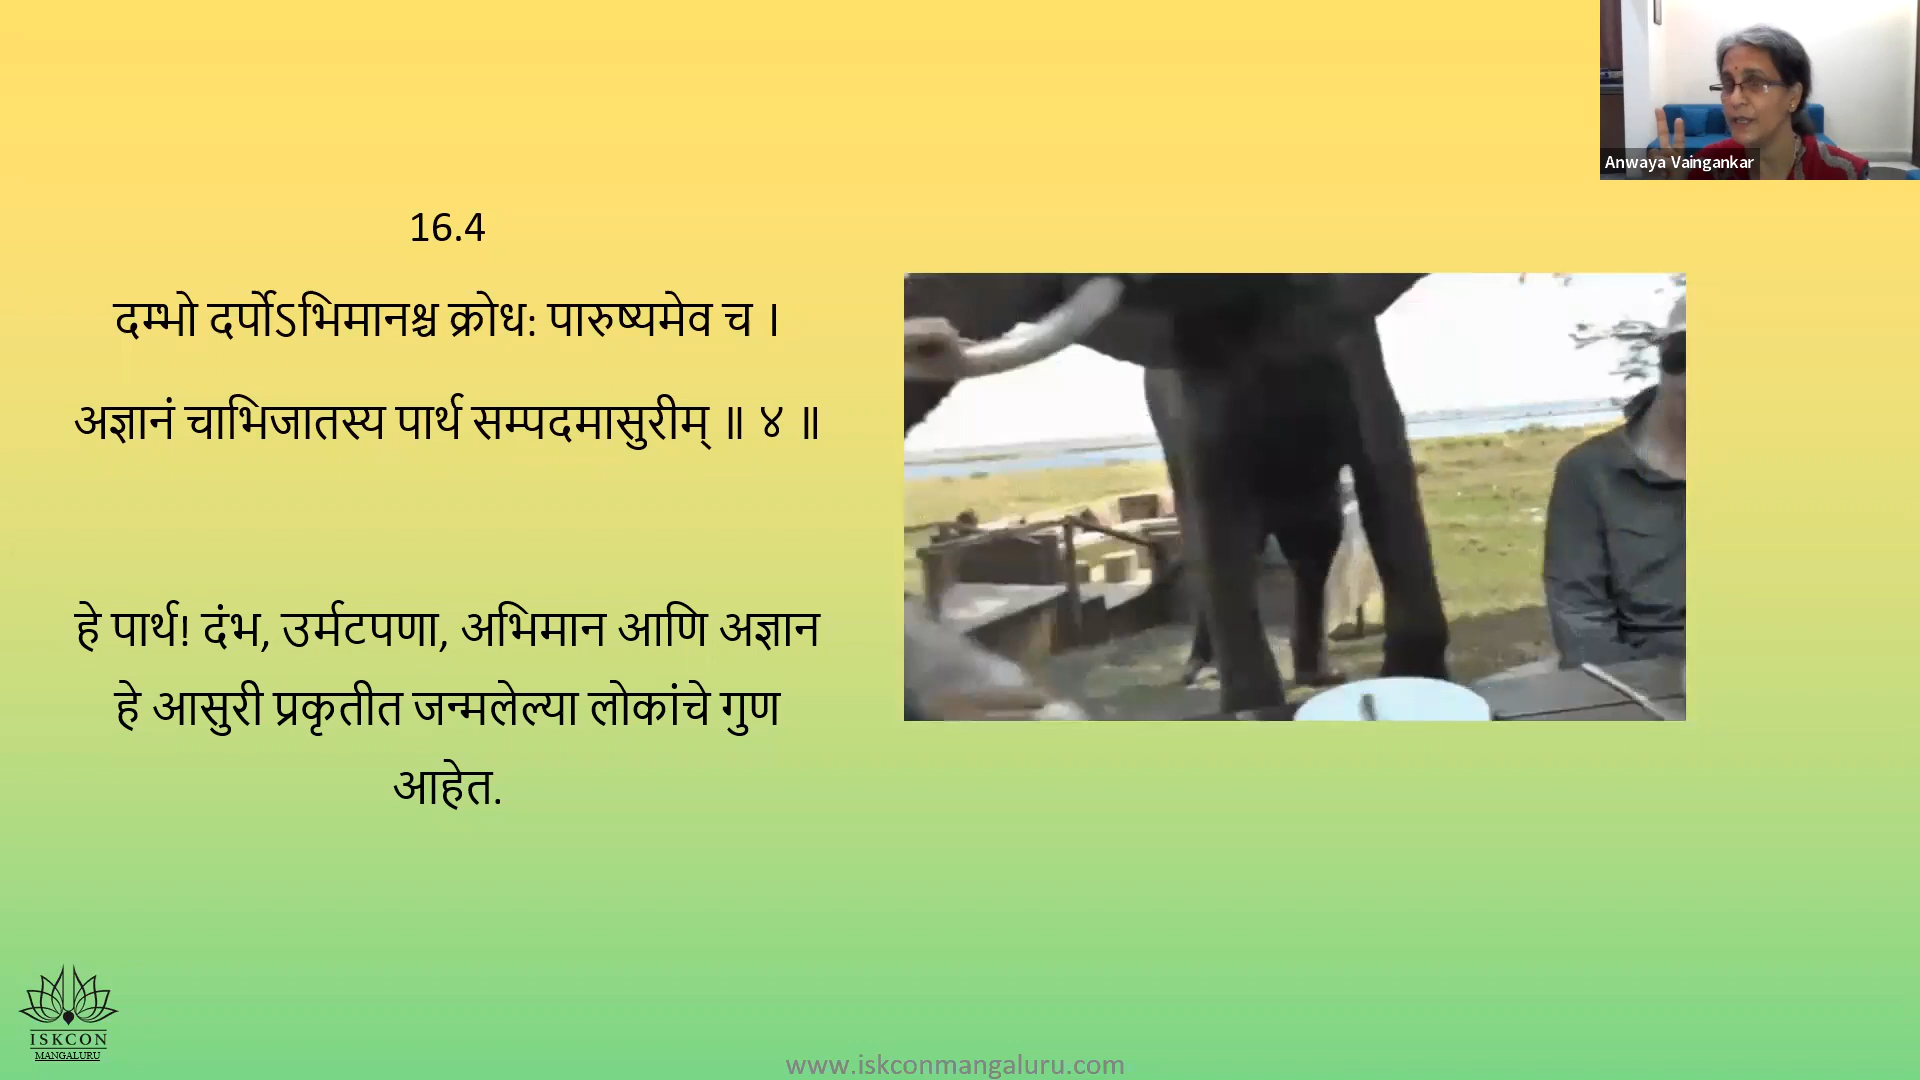 Anwaya Vaingankar
16.4
दम्भो दर्पोऽभिमानश्च क्रोधः पारुष्यमेव च ।
अज्ञानं चाभिजातस्य पार्थ सम्पदमासुरीम् ॥ ४ ॥
हे पार्थ! दंभ, उर्मटपणा, अभिमान आणि अज्ञान
हे आसुरी प्रकृतीत जन्मलेल्या लोकांचे गुण
आहेत.
ISKCON
MANGALURU
www.iskconmangaluru.com